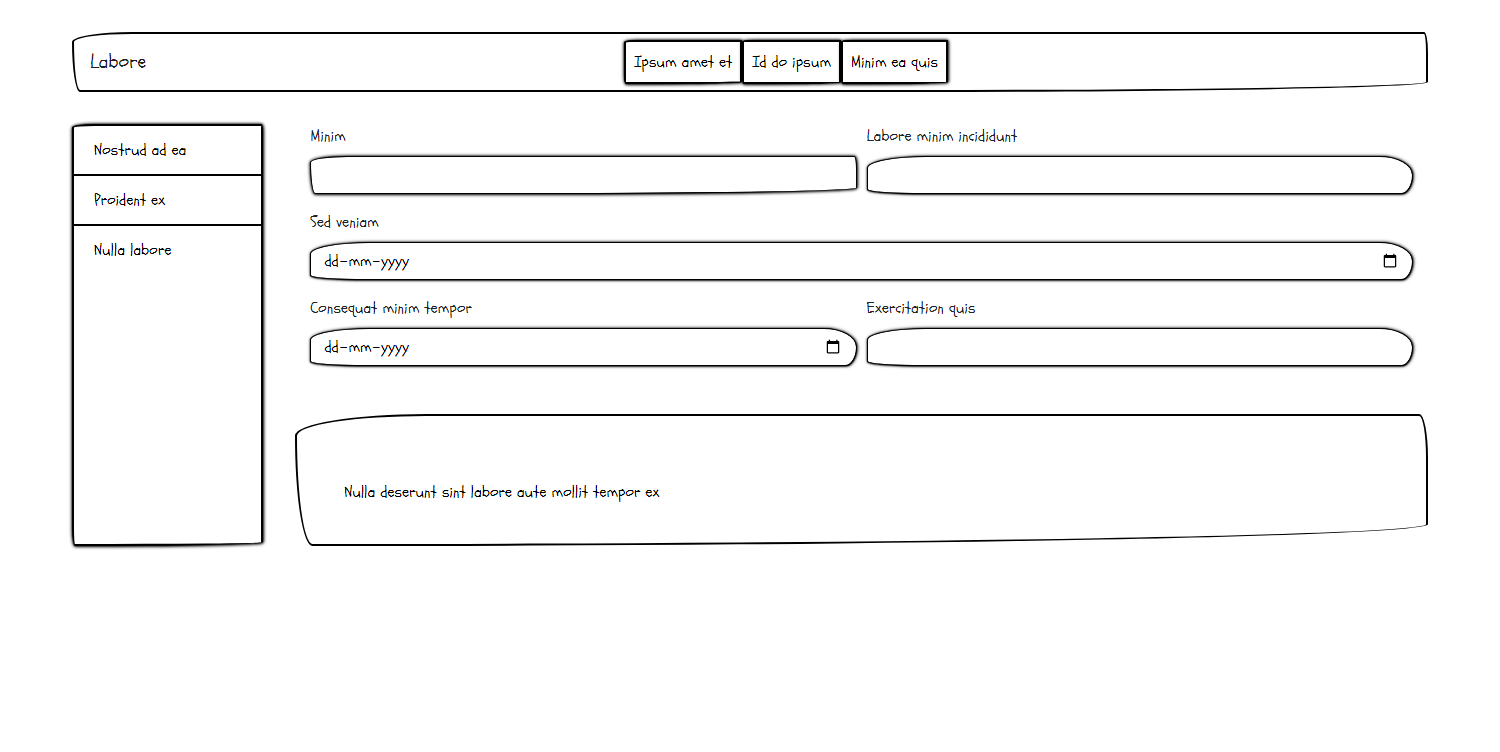 Labore
Ipsum amet et
Id do ipsum
Minim ea quis
Nostrud ad ea
Proident ex
Nulla labore
Minim
Labore minim incididunt
Sed veniam
dd-mm-yyyy
Consequat minim tempor
Exercitation quis
dd-mm-yyyy
Nulla deserunt sint labore aute mollit tempor ex